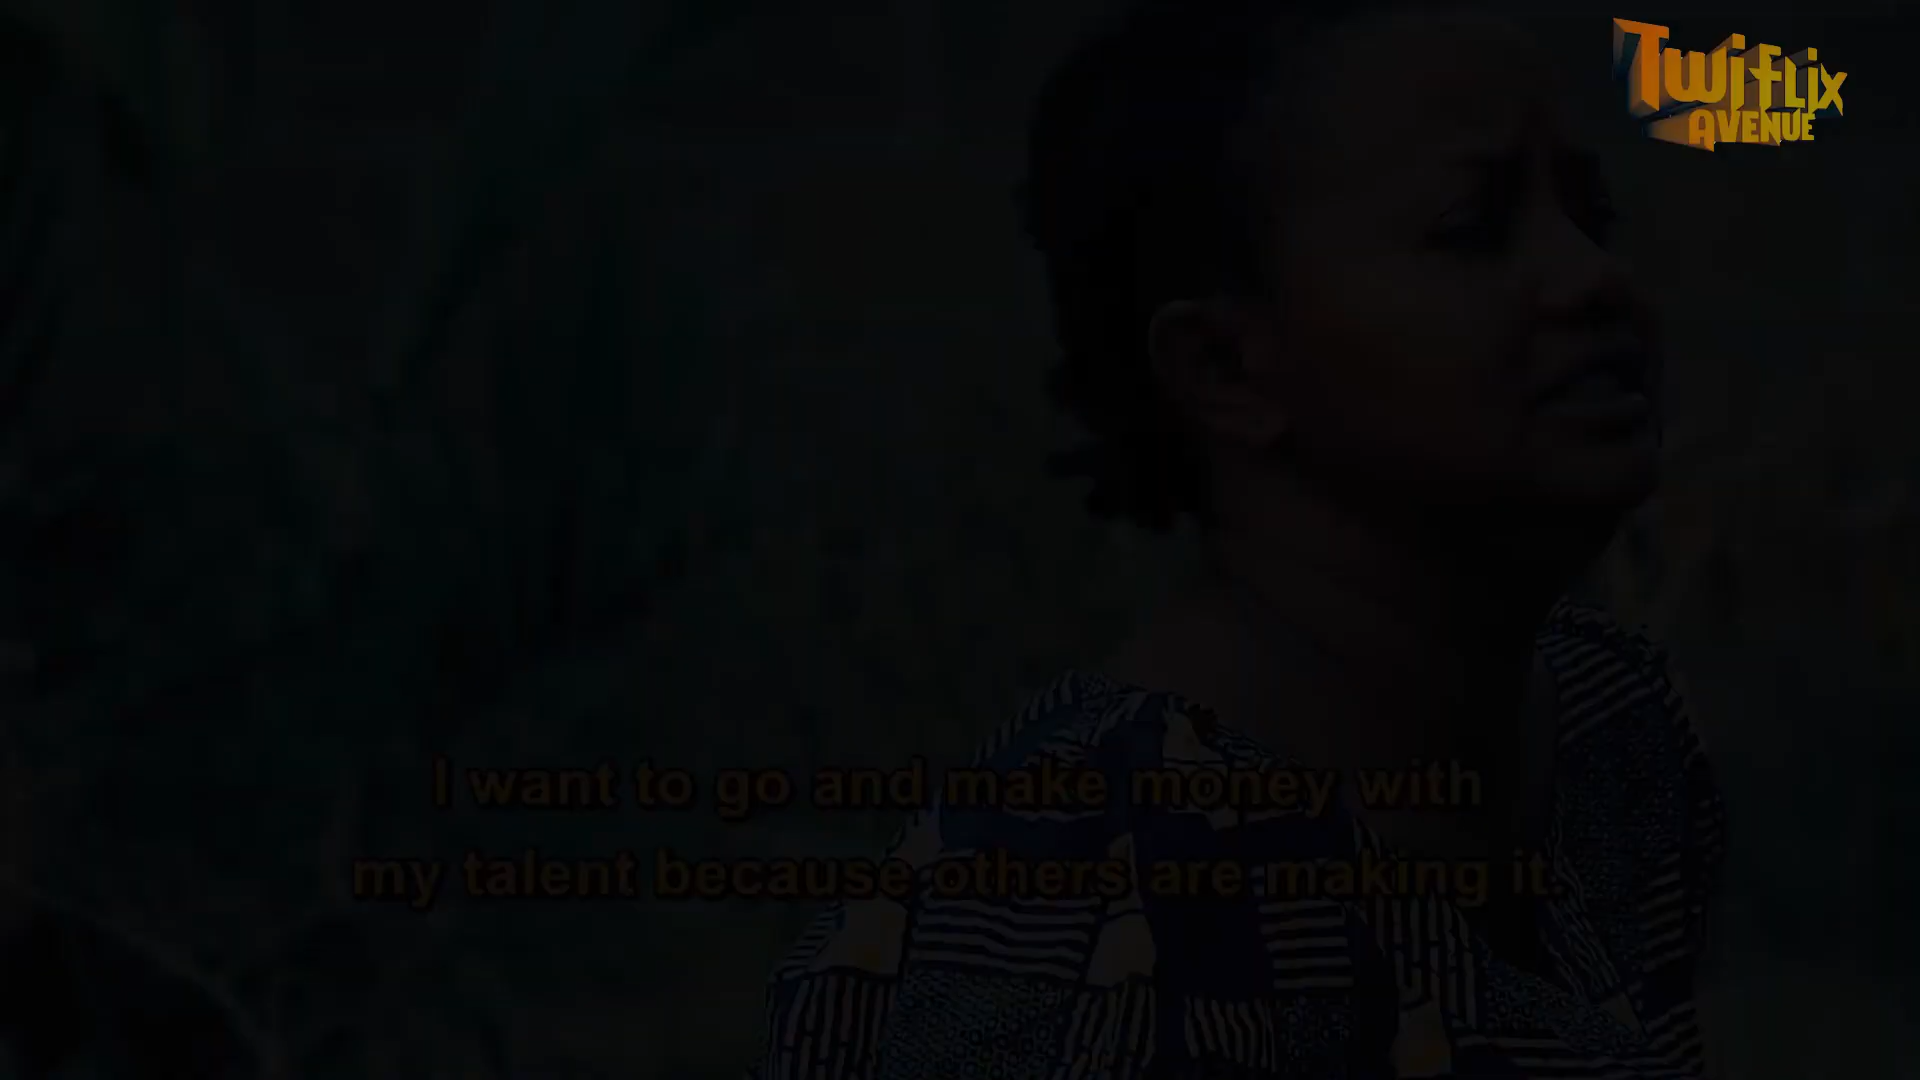 TWiFLiX
AVENUE
I want to go and make money with
my talent because others are making it.